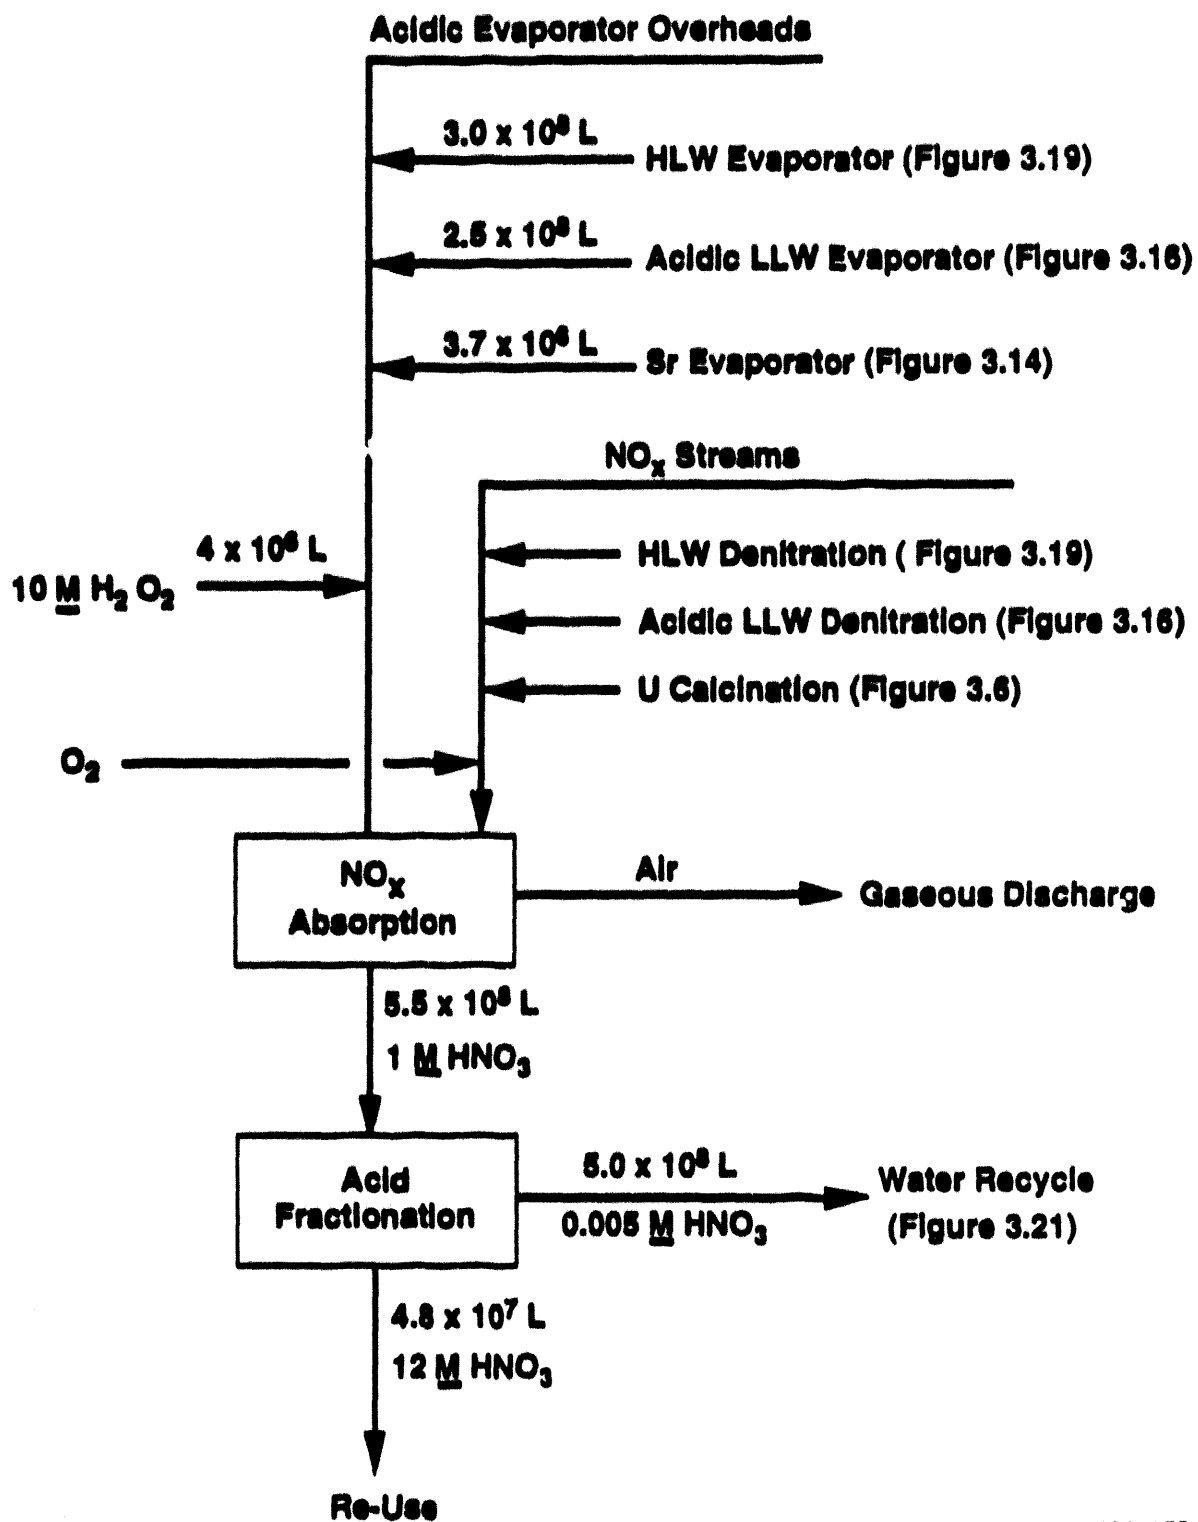 Acidic Evaporator Overheads
3.0 x 10⁸ L
HLW Evaporator (Figure 3.19)
2.5 x 10⁸ L
Acidic LLW Evaporator (Figure 3.16)
3.7 x 10⁶ L
Sr Evaporator (Figure 3.14)
NOₓ Streams
HLW Denitration ( Figure 3.19)
4 x 10⁶ L
10 M H₂ O₂
Acidic LLW Denitration (Figure 3.16)
U Calcination (Figure 3.6)
O₂
NOₓ
Absorption
Air
Gaseous Discharge
5.5 x 10⁸ L
1 M HNO₃
Acid
Fractionation
5.0 x 10⁸ L
0.005 M HNO₃
Water Recycle
(Figure 3.21)
4.8 x 10⁷ L
12 M HNO₃
Re-Use